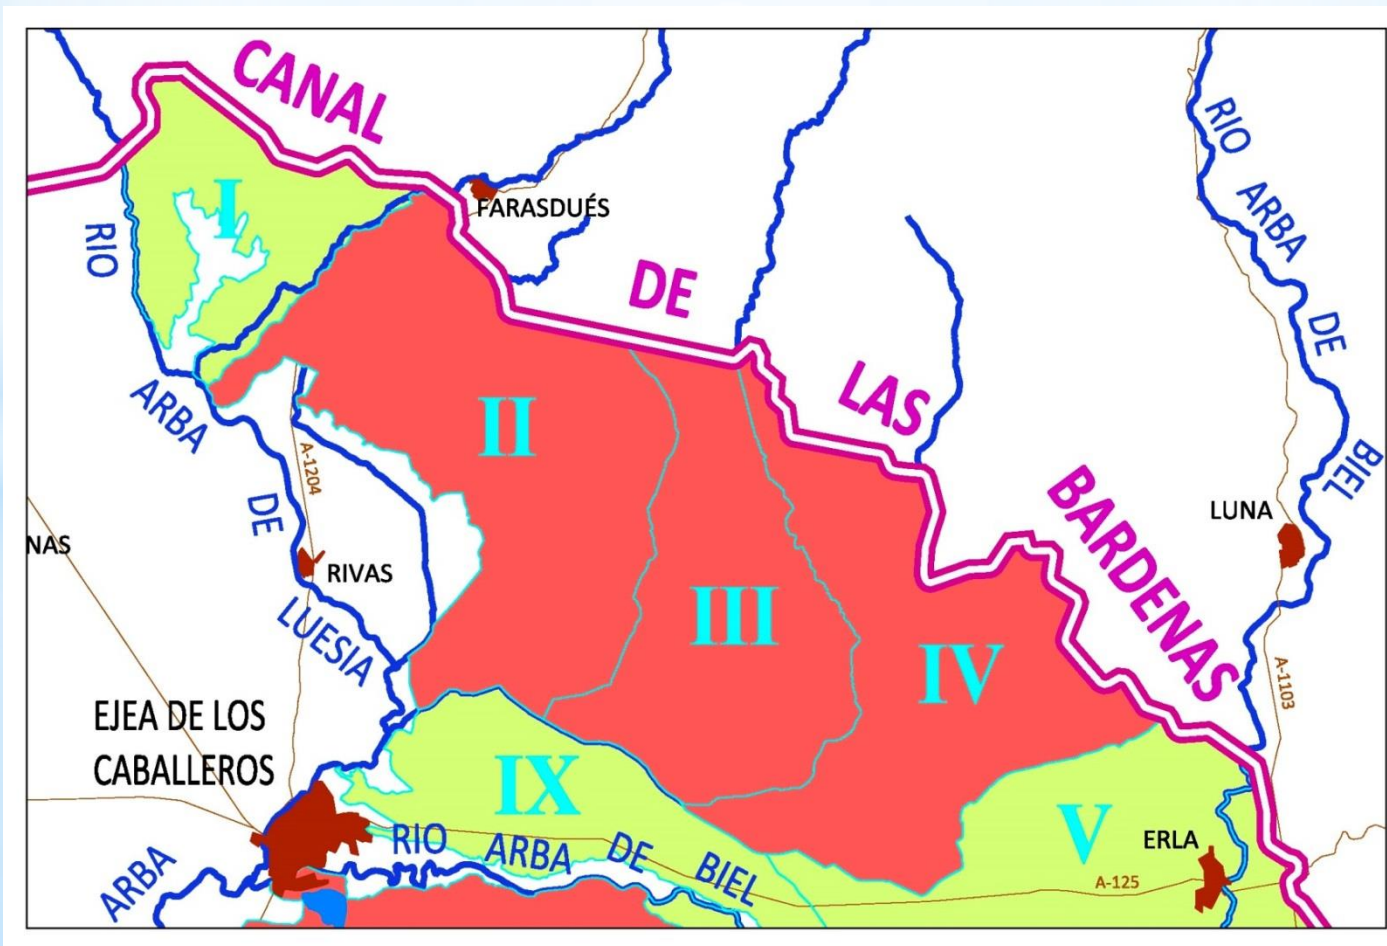 CANAL
DE
LAS
BARDENAS
I
FARASDUÉS
RIO
ARBA
DE
LUESIA
RIO
ARBA
DE
BIEL
II
A-1204
LUNA
NAS
RIVAS
III
IV
A-1103
EJEA DE LOS
CABALLEROS
IX
V
ERLA
RIO
ARBA
DE
BIEL
ARBA
A-125